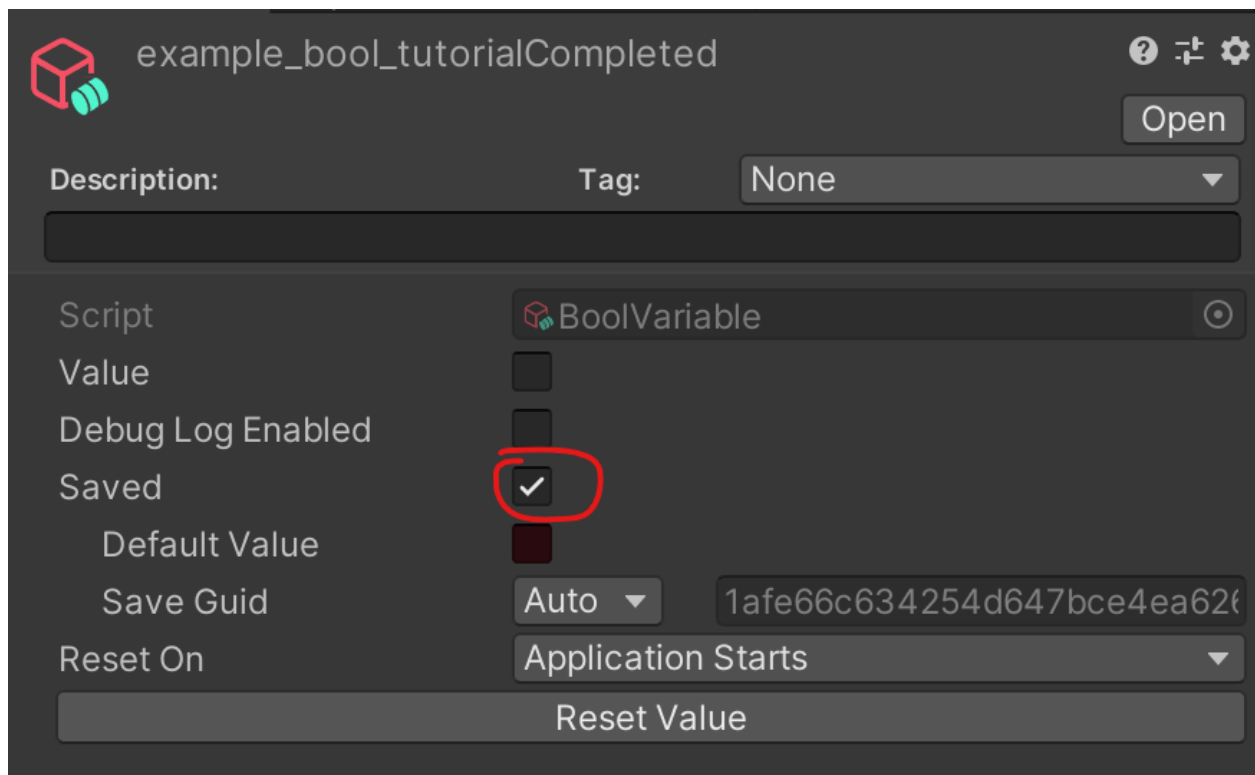 example_bool_tutorialCompleted
Open
Description: Tag: None
Script BoolVariable
Value
Debug Log Enabled
Saved
Default Value
Save Guid Auto 1afe66c634254d647bce4ea626
Reset On Application Starts
Reset Value